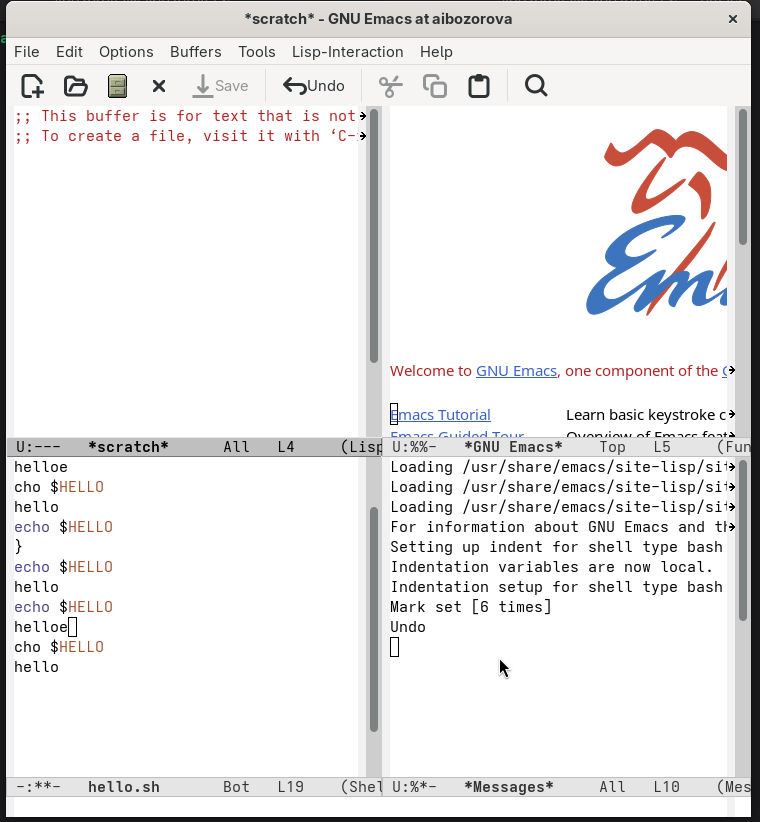 *scratch* - GNU Emacs at aibozorova
File Edit Options Buffers Tools Lisp-Interaction Help
Save Undo
;; This buffer is for text that is not
;; To create a file, visit it with ‘C-
Welcome to GNU Emacs, one component of the G
Emacs Tutorial Learn basic keystroke c
Emacs Guided Tour Overview of Emacs feat
U:--- *scratch* All L4 (Lisp
U:%%- *GNU Emacs* Top L5 (Fun
helloe
cho $HELLO
hello
echo $HELLO
}
echo $HELLO
hello
echo $HELLO
helloe
cho $HELLO
hello
Loading /usr/share/emacs/site-lisp/sit
Loading /usr/share/emacs/site-lisp/sit
Loading /usr/share/emacs/site-lisp/sit
For information about GNU Emacs and th
Setting up indent for shell type bash
Indentation variables are now local.
Indentation setup for shell type bash
Mark set [6 times]
Undo
-:**- hello.sh Bot L19 (Shel
U:%*- *Messages* All L10 (Mes